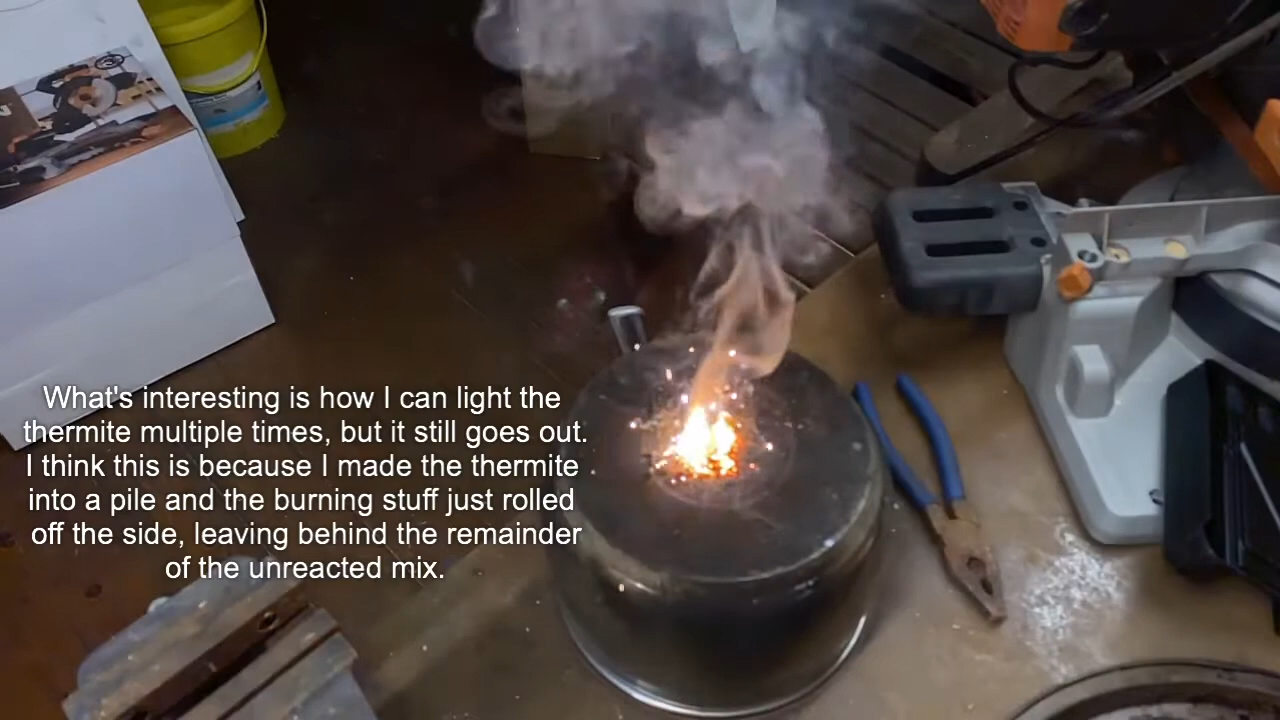 What's interesting is how I can light the
thermite multiple times, but it still goes out.
I think this is because I made the thermite
into a pile and the burning stuff just rolled
off the side, leaving behind the remainder
of the unreacted mix.